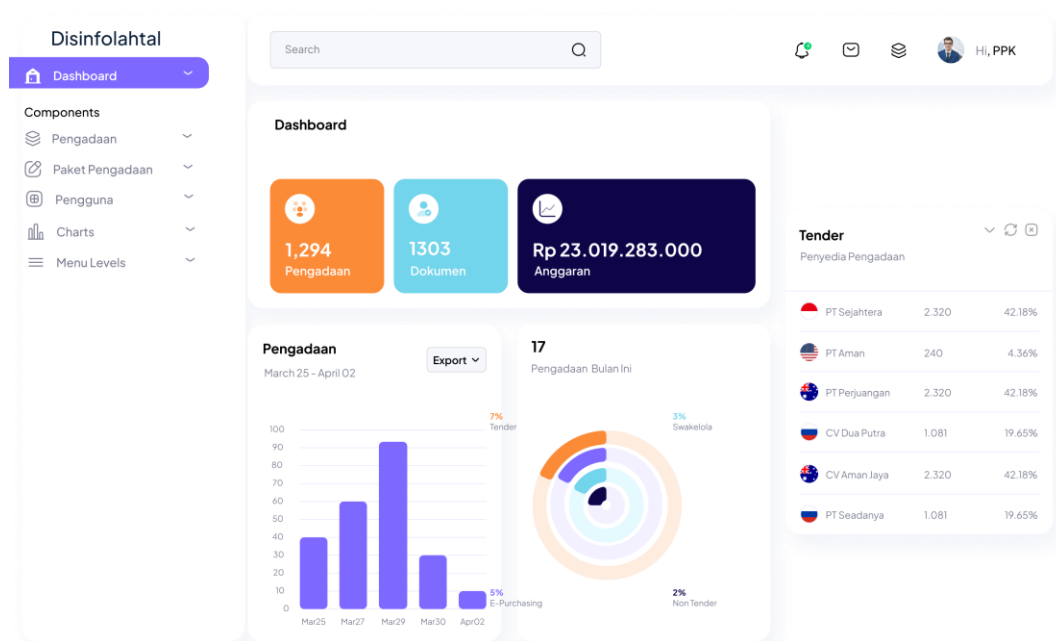 Disinfolahtal
Dashboard
Components
Pengadaan
Paket Pengadaan
Pengguna
Charts
Menu Levels
Search
Hi, PPK
Dashboard
1,294
Pengadaan
1303
Dokumen
Rp 23.019.283.000
Anggaran
Pengadaan
March 25 - April 02
Export
100
90
80
70
60
50
40
30
20
10
0
Mar25 Mar27 Mar29 Mar30 Apr02
17
Pengadaan Bulan Ini
7%
Tender
3%
Swakelola
5%
E-Purchasing
2%
Non Tender
Tender
Penyedia Pengadaan
PT Sejahtera 2.320 42.18%
PT Aman 240 4.36%
PT Perjuangan 2.320 42.18%
CV Dua Putra 1.081 19.65%
CV Aman Jaya 2.320 42.18%
PT Seadanya 1.081 19.65%